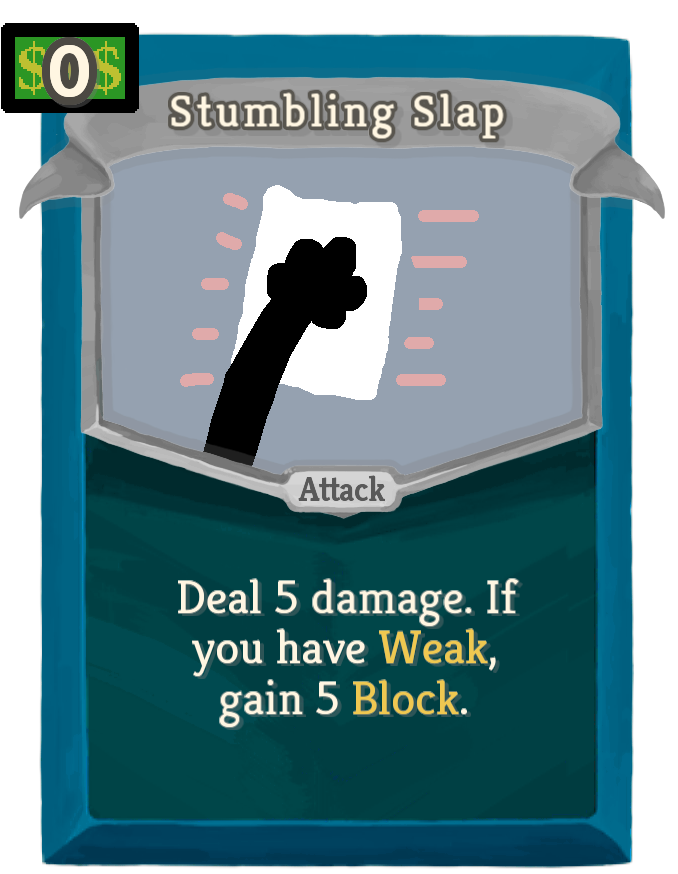 $0$
Stumbling Slap
Attack
Deal 5 damage. If
you have Weak,
gain 5 Block.